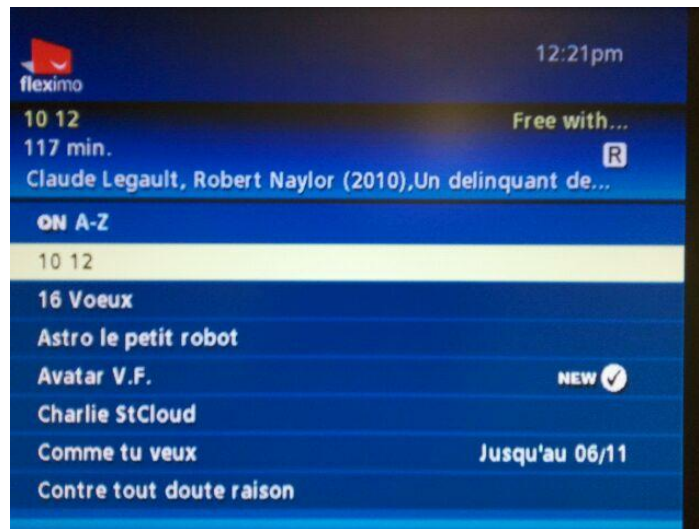 fleximo
12:21pm
10 12
Free with...
117 min.
R
Claude Legault, Robert Naylor (2010),Un delinquant de...
ON A-Z
10 12
16 Voeux
Astro le petit robot
Avatar V.F.
NEW
Charlie StCloud
Comme tu veux
Jusqu'au 06/11
Contre tout doute raison